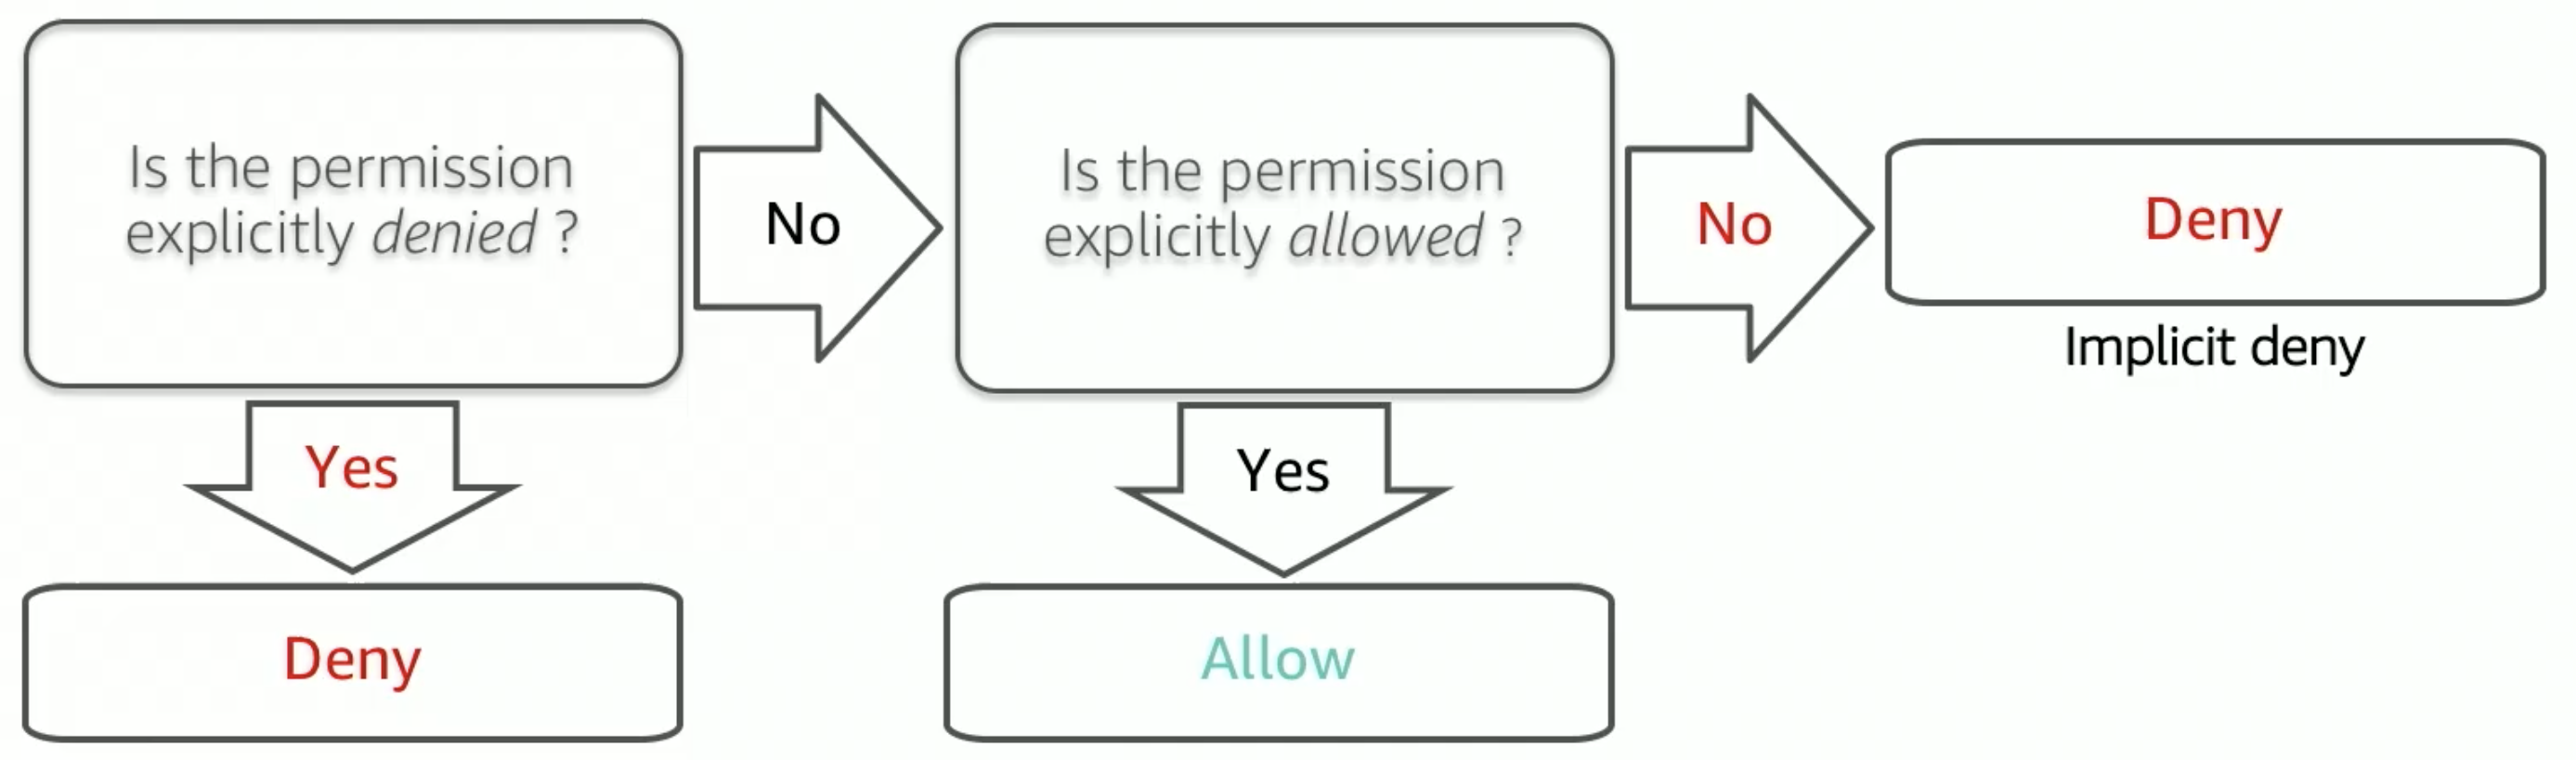 Is the permission
explicitly denied ?
No
Is the permission
explicitly allowed ?
No
Deny
Implicit deny
Yes
Yes
Deny
Allow